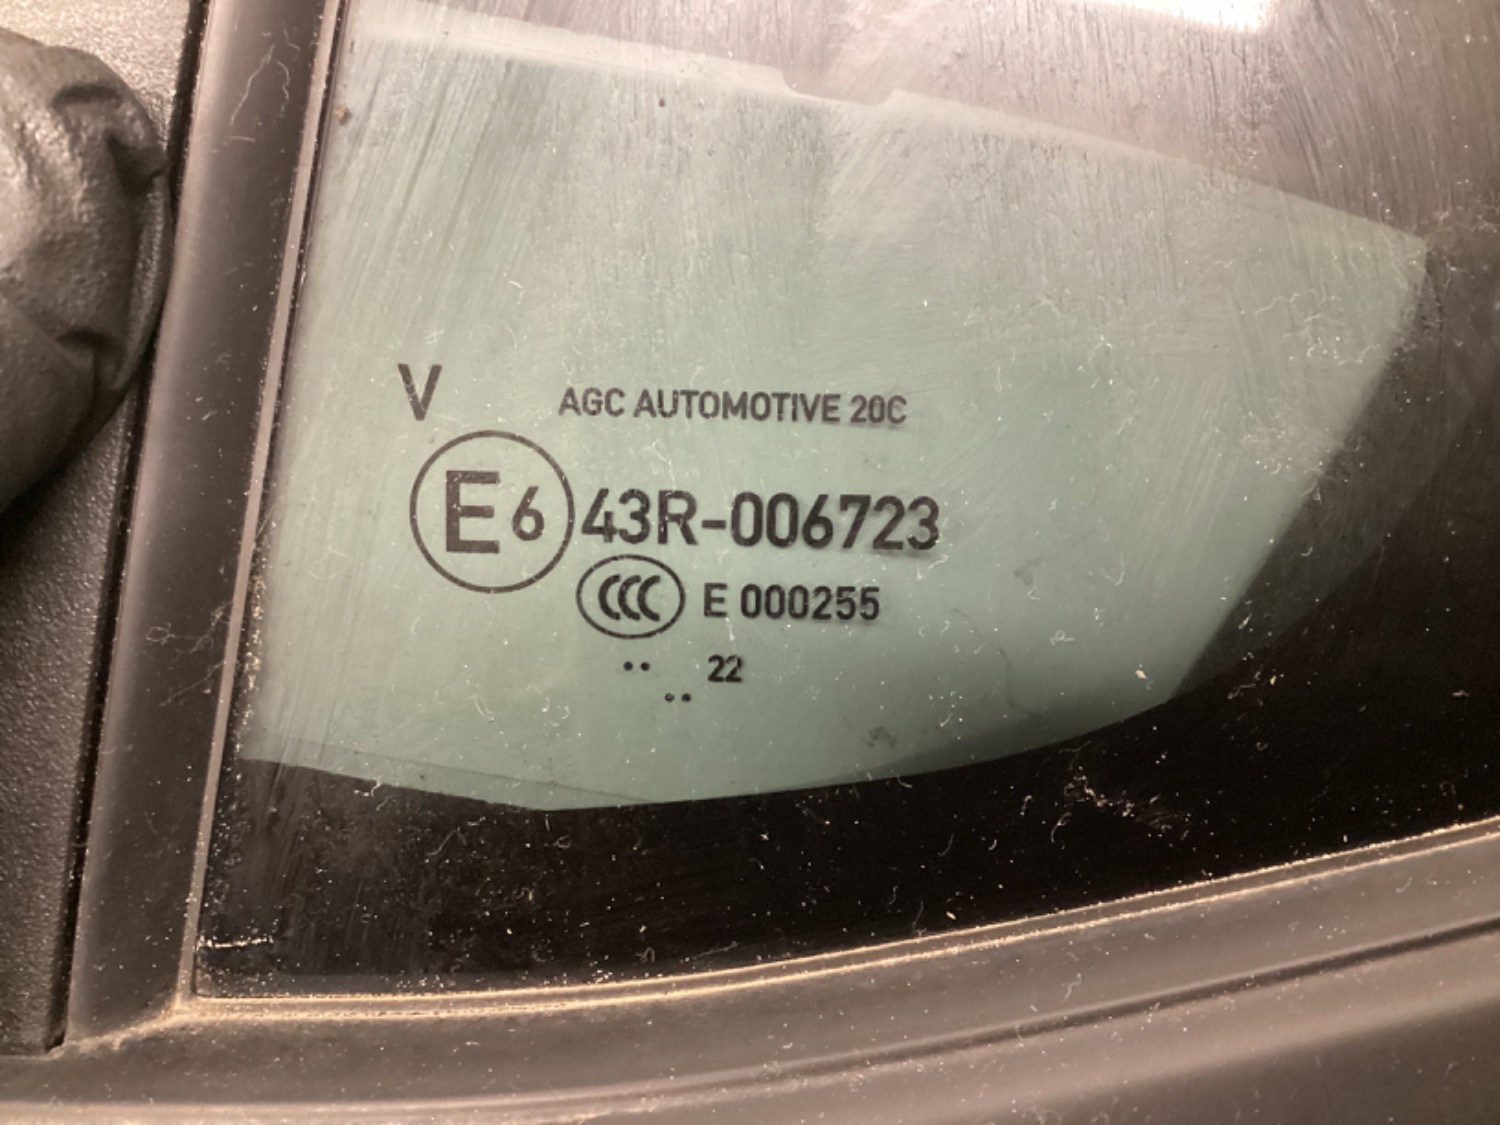 V
AGC AUTOMOTIVE 20C
E6 43R-006723
CCC E 000255
.. 22
..